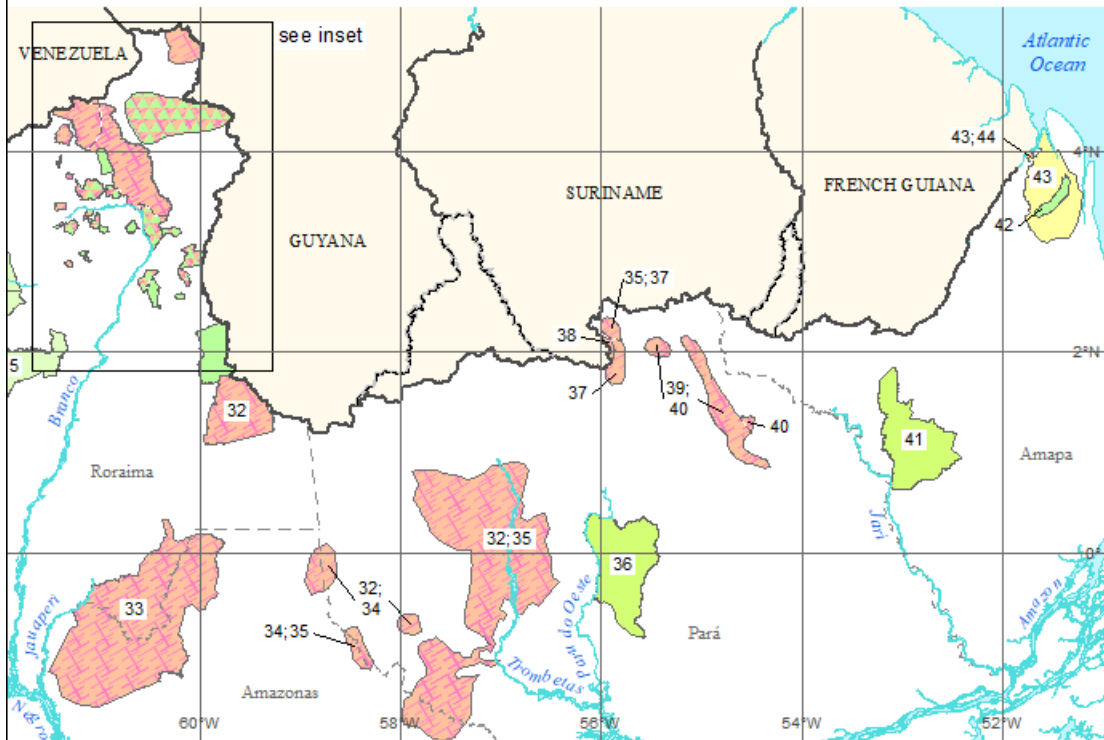 see inset
VENEZUELA
Atlantic
Ocean
43; 44
4°N
43
SURINAME
FRENCH GUIANA
42
GUYANA
35; 37
38
2°N
5
37
39;
40
40
32
Branco
41
Roraima
Amapa
Jari
32; 35
36
0°
32;
34
33
34; 35
Jauaperi
Pará
Amazon
Trombetas
Amazonas
Negro
60°W
58°W
56°W
54°W
52°W